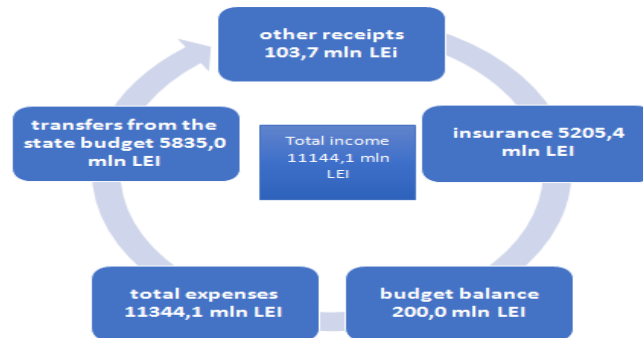 other receipts
103,7 mln LEi
insurance 5205,4
mln LEI
budget balance
200,0 mln LEI
total expenses
11344,1 mln LEI
transfers from the
state budget 5835,0
mln LEI
Total income
11144,1 mln
LEI